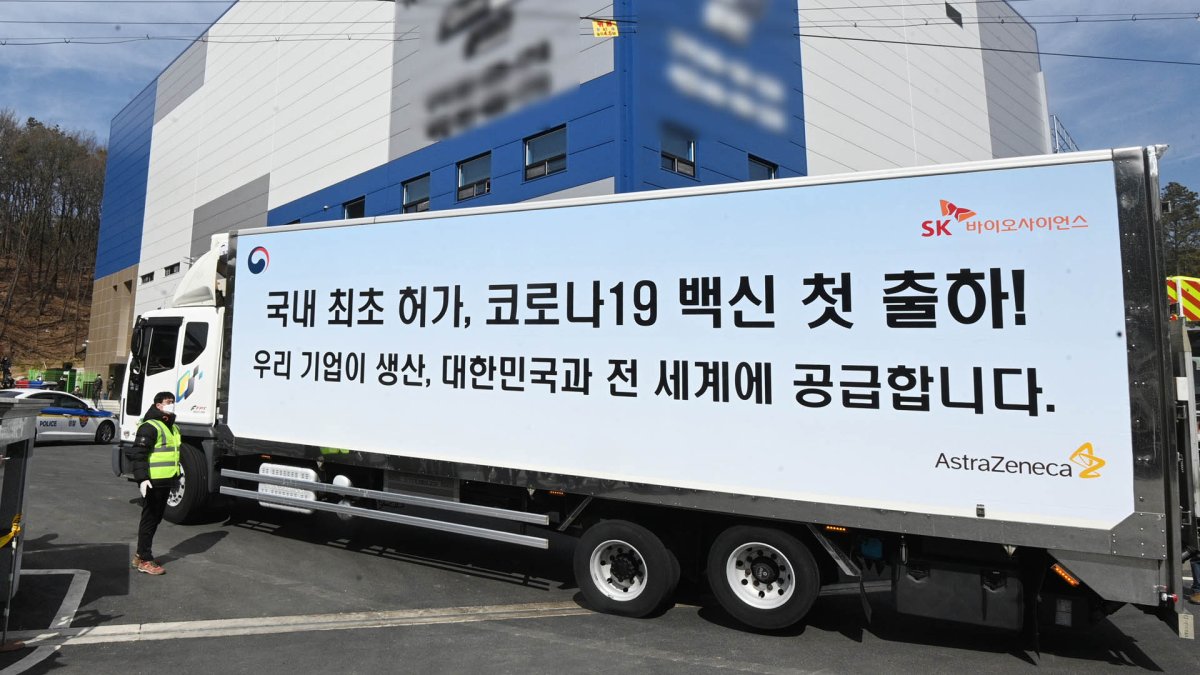 SK 바이오사이언스
국내 최초 허가, 코로나19 백신 첫 출하!
우리 기업이 생산, 대한민국과 전 세계에 공급합니다.
AstraZeneca
POLICE